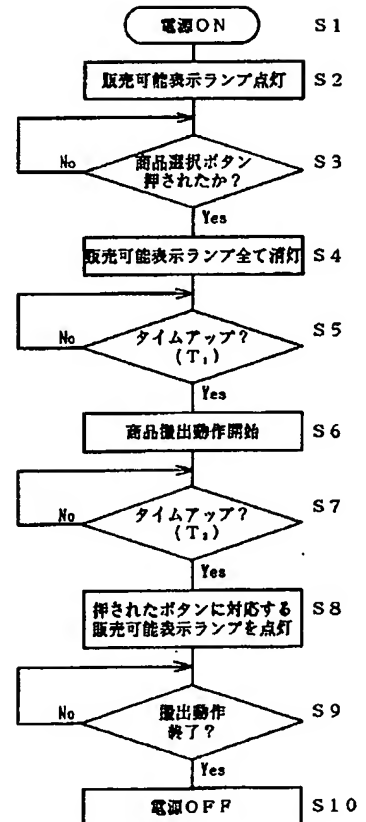 電源ON S1
販売可能表示ランプ点灯 S2
商品選択ボタン
押されたか? S3
No
Yes
販売可能表示ランプ全て消灯 S4
タイムアップ? S5
(T₁)
No
Yes
商品搬出動作開始 S6
タイムアップ? S7
(T₂)
No
Yes
押されたボタンに対応する S8
販売可能表示ランプを点灯
搬出動作 S9
終了?
No
Yes
電源OFF S10